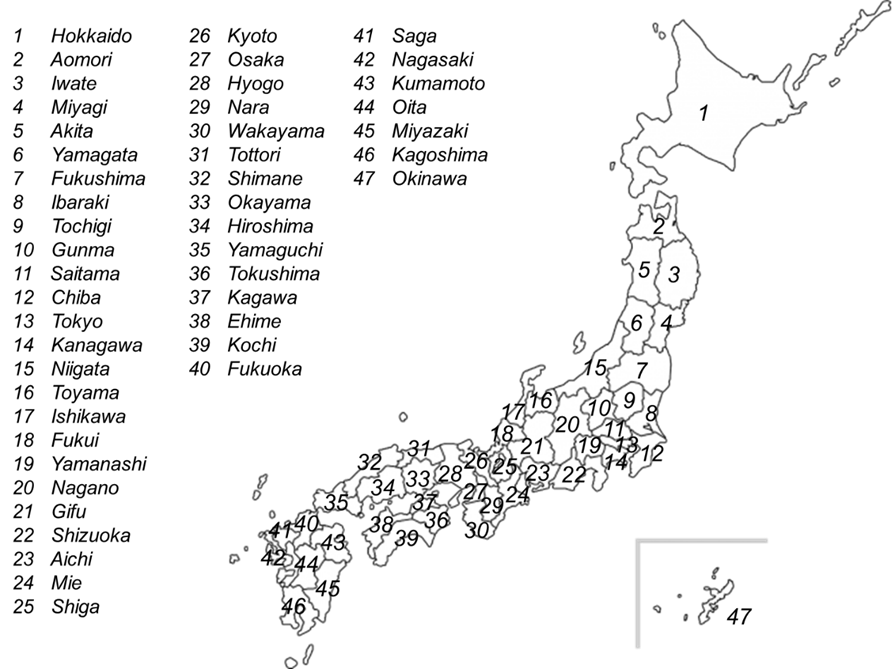 1 Hokkaido
2 Aomori
3 Iwate
4 Miyagi
5 Akita
6 Yamagata
7 Fukushima
8 Ibaraki
9 Tochigi
10 Gunma
11 Saitama
12 Chiba
13 Tokyo
14 Kanagawa
15 Niigata
16 Toyama
17 Ishikawa
18 Fukui
19 Yamanashi
20 Nagano
21 Gifu
22 Shizuoka
23 Aichi
24 Mie
25 Shiga
26 Kyoto
27 Osaka
28 Hyogo
29 Nara
30 Wakayama
31 Tottori
32 Shimane
33 Okayama
34 Hiroshima
35 Yamaguchi
36 Tokushima
37 Kagawa
38 Ehime
39 Kochi
40 Fukuoka
41 Saga
42 Nagasaki
43 Kumamoto
44 Oita
45 Miyazaki
46 Kagoshima
47 Okinawa
1
2
5
3
6
4
15
7
16
17
10
9
8
20
18
11
21
19
13
12
31
32
26
25
14
28
23
22
33
34
27
24
35
37
29
36
30
41
40
38
39
43
42
44
45
46
47